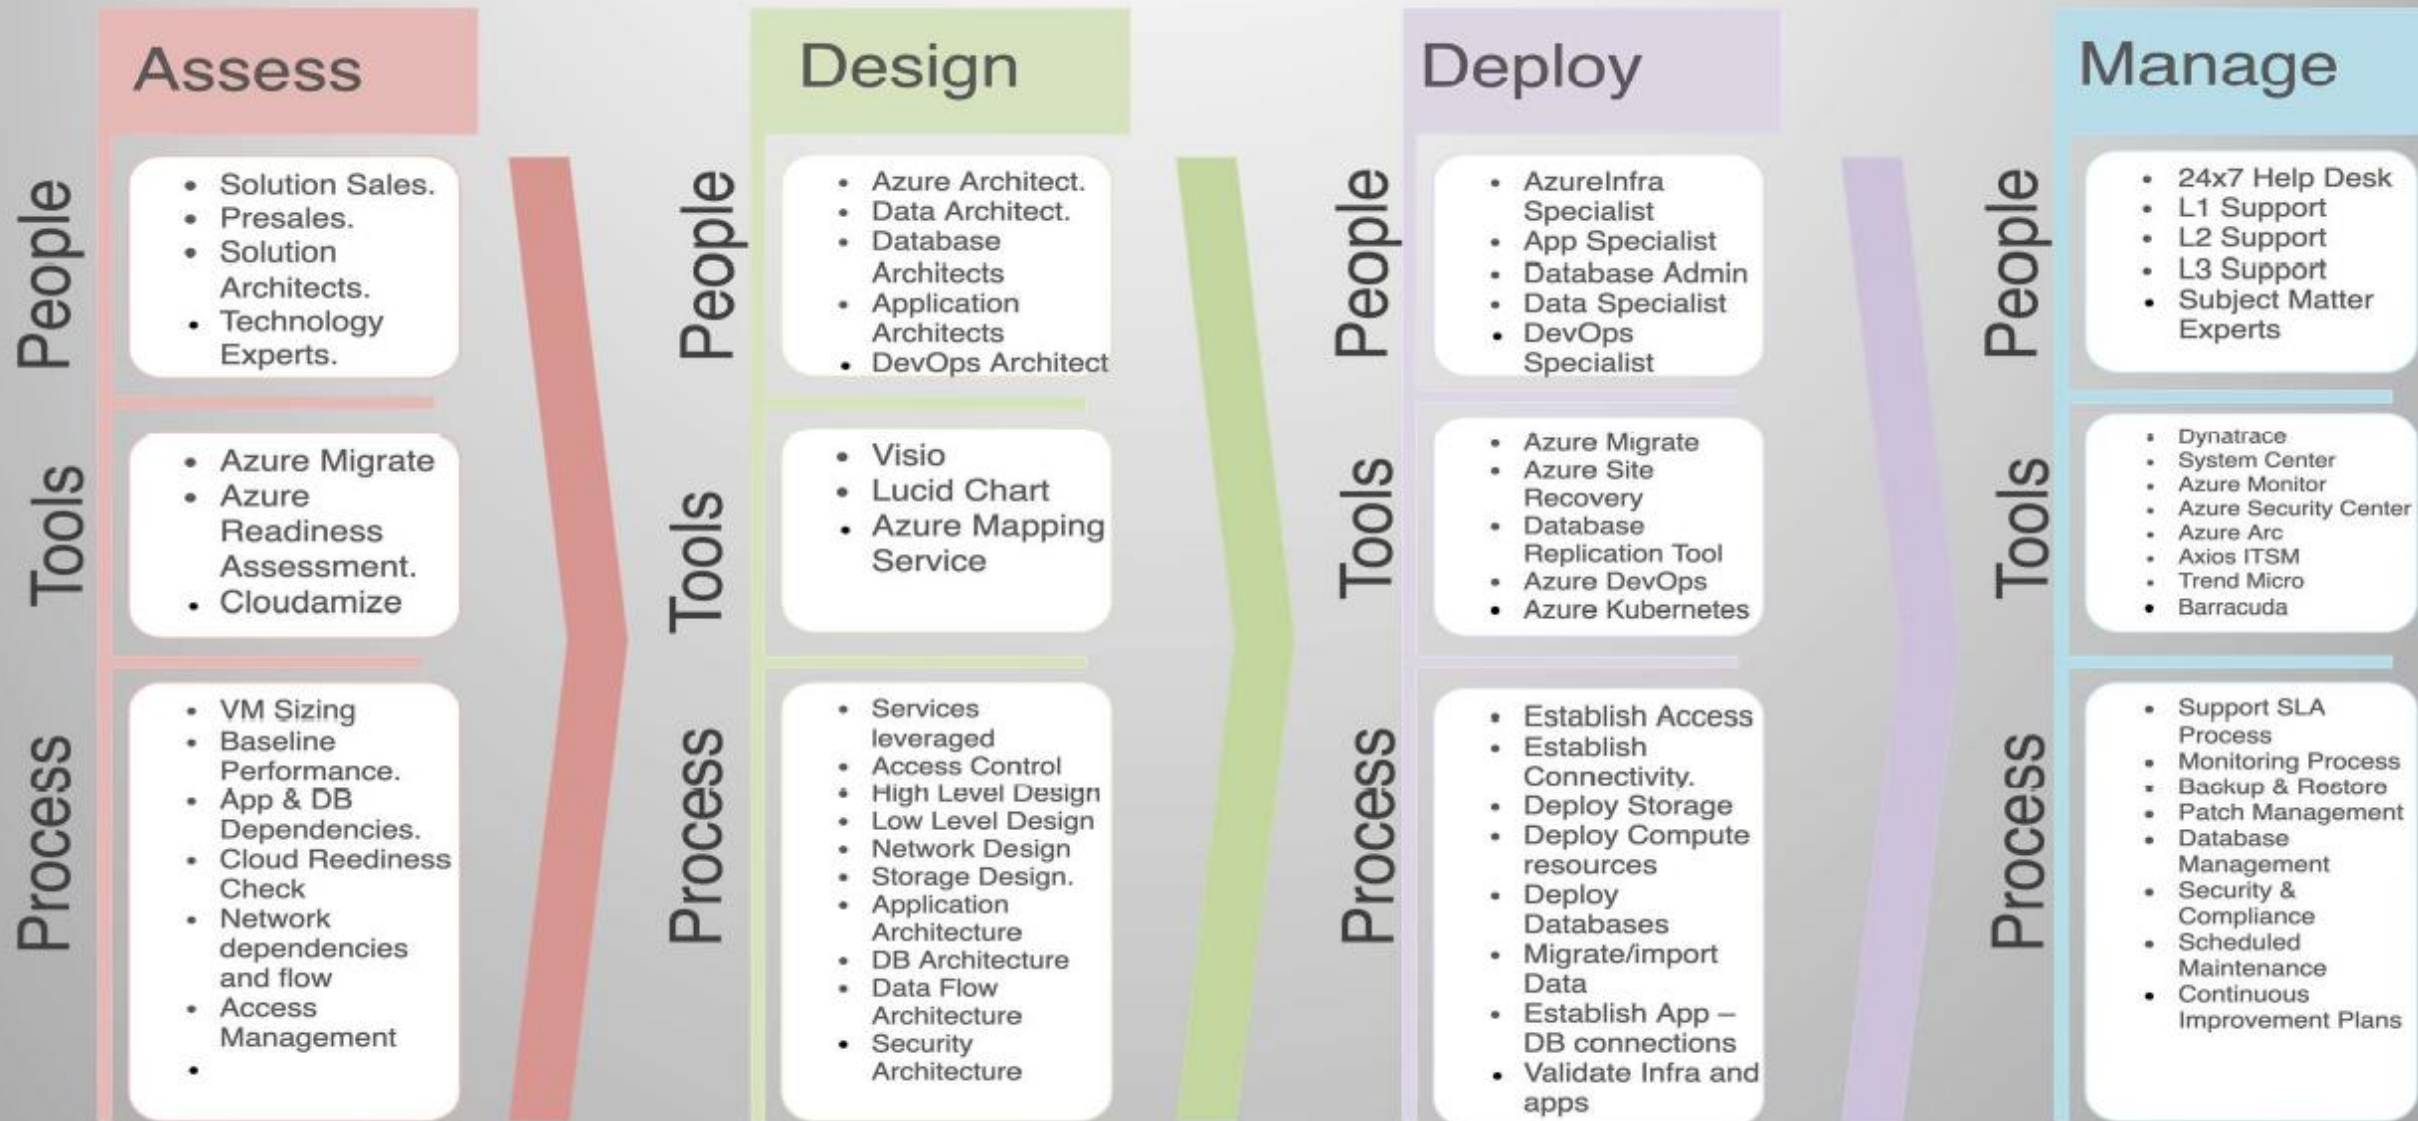 Assess
People
• Solution Sales.
• Presales.
• Solution
Architects.
• Technology
Experts.
Tools
• Azure Migrate
• Azure
Readiness
Assessment.
• Cloudamize
Process
• VM Sizing
• Baseline
Performance.
• App & DB
Dependencies.
• Cloud Reediness
Check
• Network
dependencies
and flow
• Access
Management
•
Design
People
• Azure Architect.
• Data Architect.
• Database
Architects
• Application
Architects
• DevOps Architect
Tools
• Visio
• Lucid Chart
• Azure Mapping
Service
Process
• Services
leveraged
• Access Control
• High Level Design
• Low Level Design
• Network Design
• Storage Design.
• Application
Architecture
• DB Architecture
• Data Flow
Architecture
• Security
Architecture
Deploy
People
• AzureInfra
Specialist
• App Specialist
• Database Admin
• Data Specialist
• DevOps
Specialist
Tools
• Azure Migrate
• Azure Site
Recovery
• Database
Replication Tool
• Azure DevOps
• Azure Kubernetes
Process
• Establish Access
• Establish
Connectivity.
• Deploy Storage
• Deploy Compute
resources
• Deploy
Databases
• Migrate/import
Data
• Establish App –
DB connections
• Validate Infra and
apps
Manage
People
• 24x7 Help Desk
• L1 Support
• L2 Support
• L3 Support
• Subject Matter
Experts
Tools
• Dynatrace
• System Center
• Azure Monitor
• Azure Security Center
• Azure Arc
• Axios ITSM
• Trend Micro
• Barracuda
Process
• Support SLA
Process
• Monitoring Process
• Backup & Restore
• Patch Management
• Database
Management
• Security &
Compliance
• Scheduled
Maintenance
• Continuous
Improvement Plans